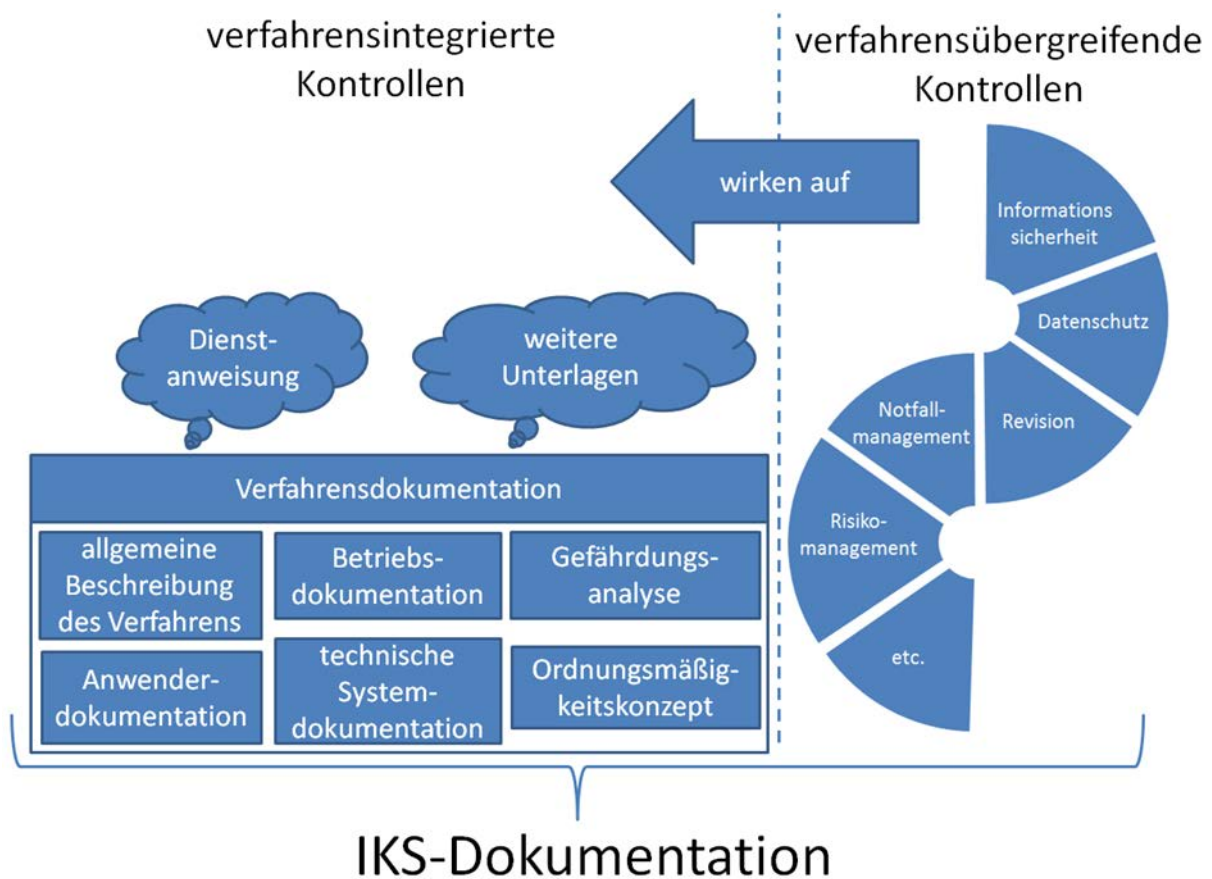 verfahrensintegrierte
Kontrollen
verfahrensübergreifende
Kontrollen
wirken auf
Informations
sicherheit
Datenschutz
Revision
Notfall-
management
Risiko-
management
etc.
Dienst-
anweisung
weitere
Unterlagen
Verfahrensdokumentation
allgemeine
Beschreibung
des Verfahrens
Betriebs-
dokumentation
Gefährdungs-
analyse
Anwender-
dokumentation
technische
System-
dokumentation
Ordnungsmäßig-
keitskonzept
IKS-Dokumentation